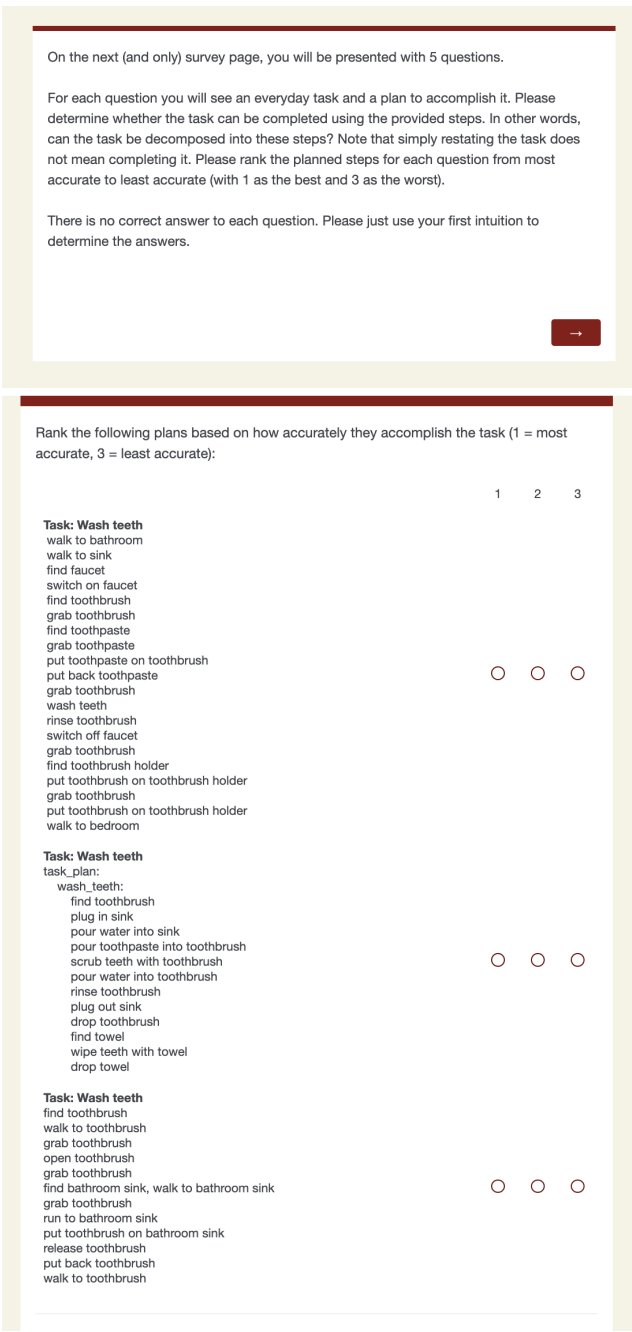 On the next (and only) survey page, you will be presented with 5 questions.
For each question you will see an everyday task and a plan to accomplish it. Please
determine whether the task can be completed using the provided steps. In other words,
can the task be decomposed into these steps? Note that simply restating the task does
not mean completing it. Please rank the planned steps for each question from most
accurate to least accurate (with 1 as the best and 3 as the worst).
There is no correct answer to each question. Please just use your first intuition to
determine the answers.
→
Rank the following plans based on how accurately they accomplish the task (1 = most
accurate, 3 = least accurate):
1 2 3
Task: Wash teeth
walk to bathroom
walk to sink
find faucet
switch on faucet
find toothbrush
grab toothbrush
find toothpaste
grab toothpaste
put toothpaste on toothbrush
put back toothpaste
grab toothbrush
wash teeth
rinse toothbrush
switch off faucet
grab toothbrush
find toothbrush holder
put toothbrush on toothbrush holder
grab toothbrush
put toothbrush on toothbrush holder
walk to bedroom
Task: Wash teeth
task_plan:
wash_teeth:
find toothbrush
plug in sink
pour water into sink
pour toothpaste into toothbrush
scrub teeth with toothbrush
pour water into toothbrush
rinse toothbrush
plug out sink
drop toothbrush
find towel
wipe teeth with towel
drop towel
Task: Wash teeth
find toothbrush
walk to toothbrush
grab toothbrush
open toothbrush
grab toothbrush
find bathroom sink, walk to bathroom sink
grab toothbrush
run to bathroom sink
put toothbrush on bathroom sink
release toothbrush
put back toothbrush
walk to toothbrush